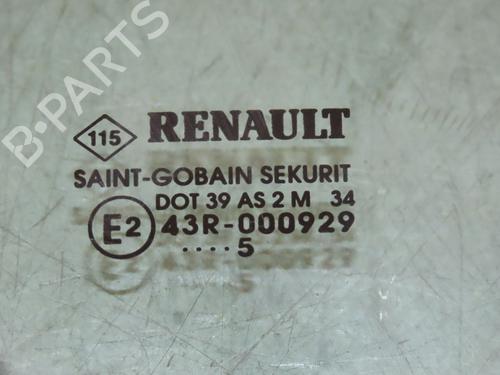 B-PARTS
115 RENAULT
SAINT-GOBAIN SEKURIT
DOT 39 AS 2 M 34
E2 43R-000929
····5